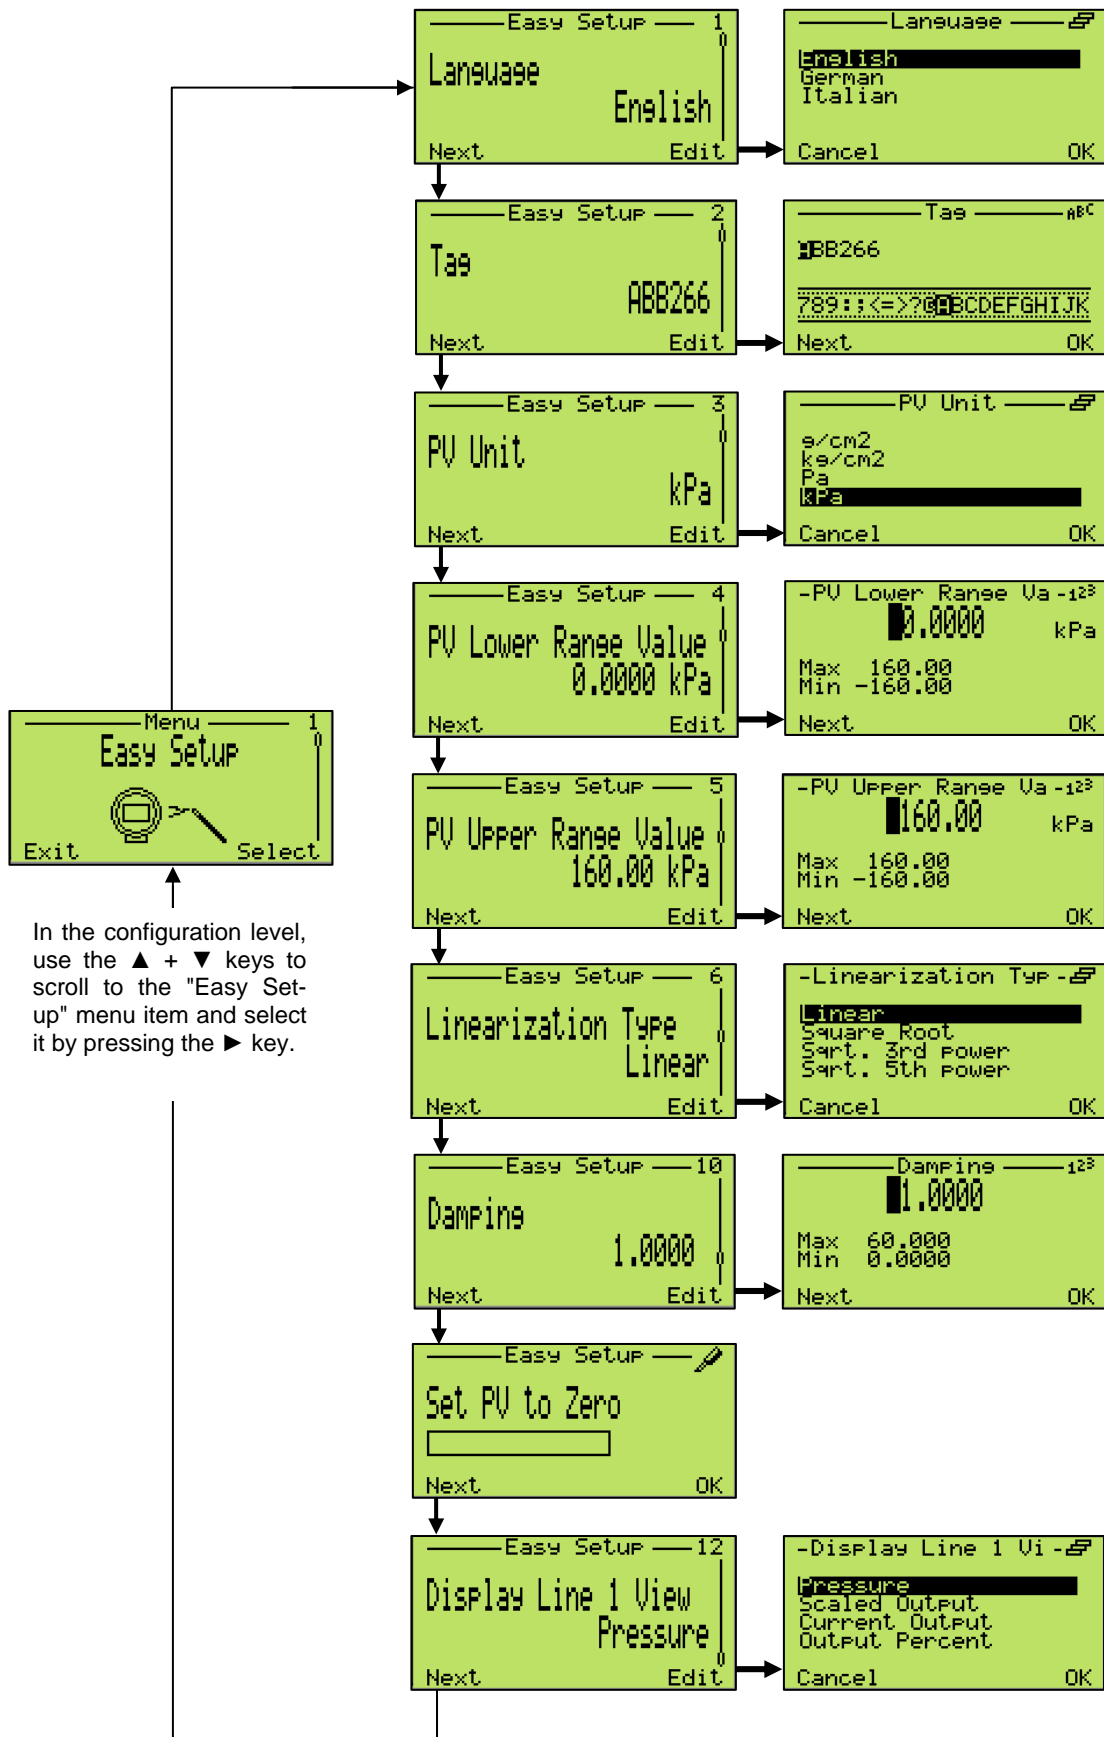 Easy Setup 1
Language
English
Next Edit
Language
English
German
Italian
Cancel OK
Easy Setup 2
Tag
ABB266
Next Edit
Tag ABC
ABB266
789:;<=>?@ABCDEFGHIJK
Next OK
Easy Setup 3
PV Unit
kPa
Next Edit
PV Unit
g/cm2
kg/cm2
Pa
kPa
Cancel OK
Easy Setup 4
PV Lower Range Value
0.0000 kPa
Next Edit
-PV Lower Range Va-123
0.0000 kPa
Max 160.00
Min -160.00
Next OK
Menu 1
Easy Setup
Exit Select
In the configuration level,
use the ▲ + ▼ keys to
scroll to the "Easy Set-
up" menu item and select
it by pressing the ► key.
Easy Setup 5
PV Upper Range Value
160.00 kPa
Next Edit
-PV Upper Range Va-123
160.00 kPa
Max 160.00
Min -160.00
Next OK
Easy Setup 6
Linearization Type
Linear
Next Edit
-Linearization Typ-
Linear
Square Root
Sqrt. 3rd power
Sqrt. 5th power
Cancel OK
Easy Setup 10
Damping
1.0000
Next Edit
Damping 123
1.0000
Max 60.000
Min 0.0000
Next OK
Easy Setup
Set PV to Zero
Next OK
Easy Setup 12
Display Line 1 View
Pressure
Next Edit
-Display Line 1 Vi-
Pressure
Scaled Output
Current Output
Output Percent
Cancel OK